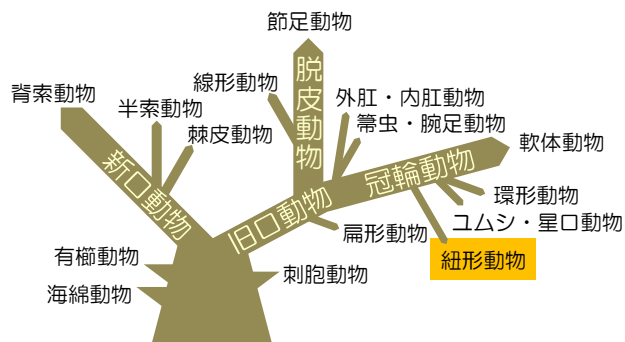 節足動物
脱皮動物
線形動物
背索動物
半索動物
棘皮動物
新口動物
外肛・内肛動物
箒虫・腕足動物
冠輪動物
軟体動物
旧口動物
環形動物
ユムシ・星口動物
扁形動物
紐形動物
有櫛動物
海綿動物
刺胞動物